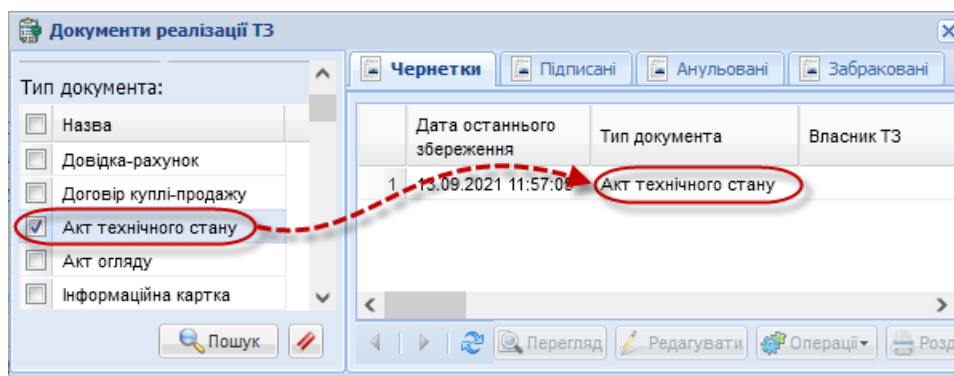 Документи реалізації ТЗ
Тип документа:
Назва
Довідка-рахунок
Договір куплі-продажу
Акт технічного стану
Акт огляду
Інформаційна картка
Пошук
Чернетки
Підписані
Анульовані
Забраковані
Дата останнього
збереження
Тип документа
Власник ТЗ
1 13.09.2021 11:57:05 Акт технічного стану
Перегляд
Редагувати
Операції
Розд